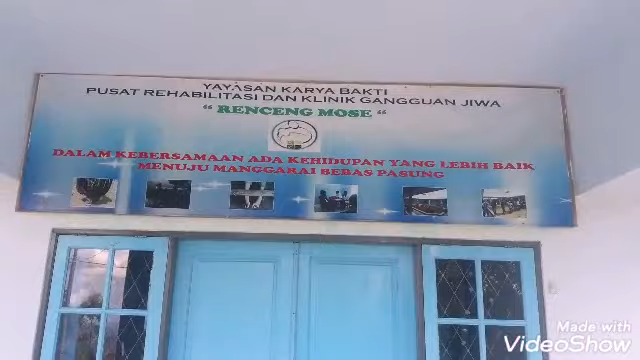 YAYASAN KARYA BAKTI
PUSAT REHABILITASI DAN KLINIK GANGGUAN JIWA
“ RENCENG MOSE “
DALAM KEBERSAMAAN ADA KEHIDUPAN YANG LEBIH BAIK
MENUJU MANGGARAI BEBAS PASUNG
Made with
VideoShow